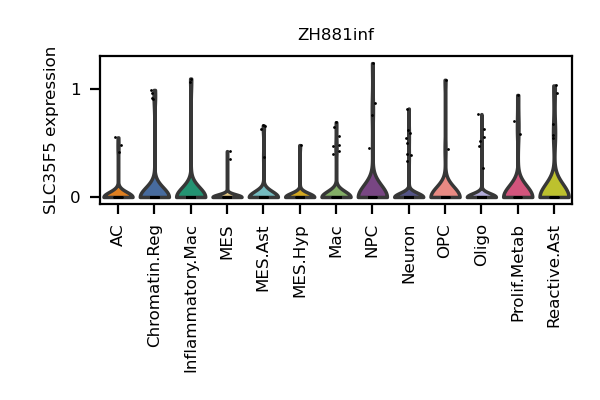 ZH881inf
SLC35F5 expression
1
0
AC
Chromatin.Reg
Inflammatory.Mac
MES
MES.Ast
MES.Hyp
Mac
NPC
Neuron
OPC
Oligo
Prolif.Metab
Reactive.Ast